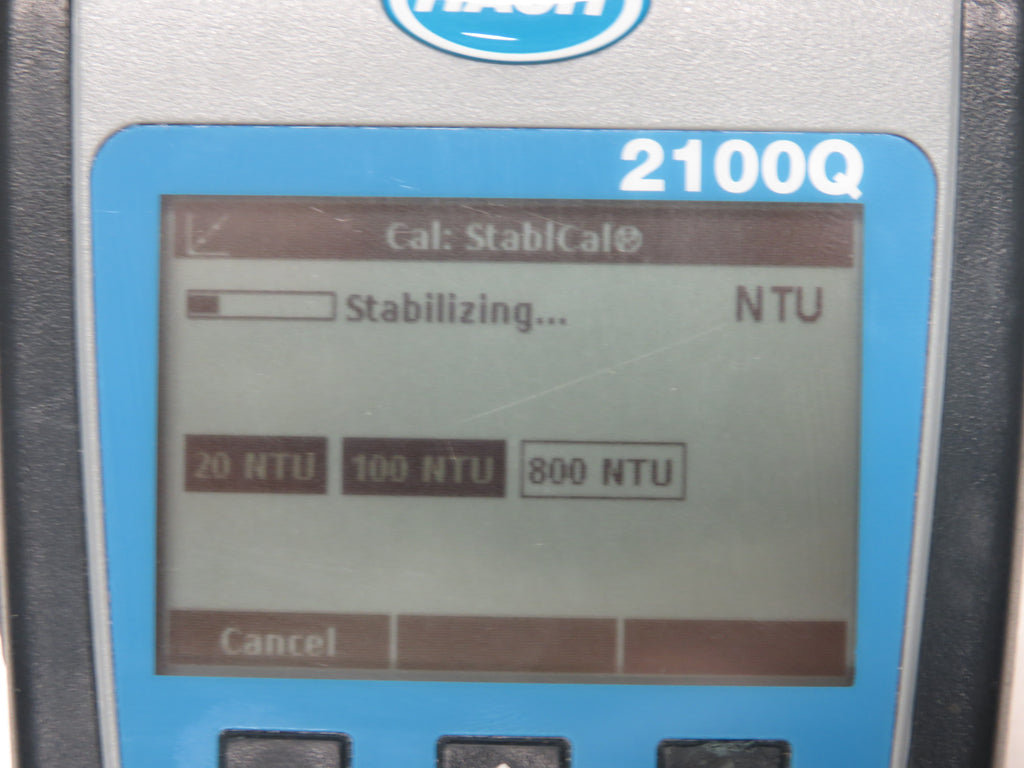 HACH
2100Q
Cal: StablCal®
Stabilizing... NTU
20 NTU 100 NTU 800 NTU
Cancel